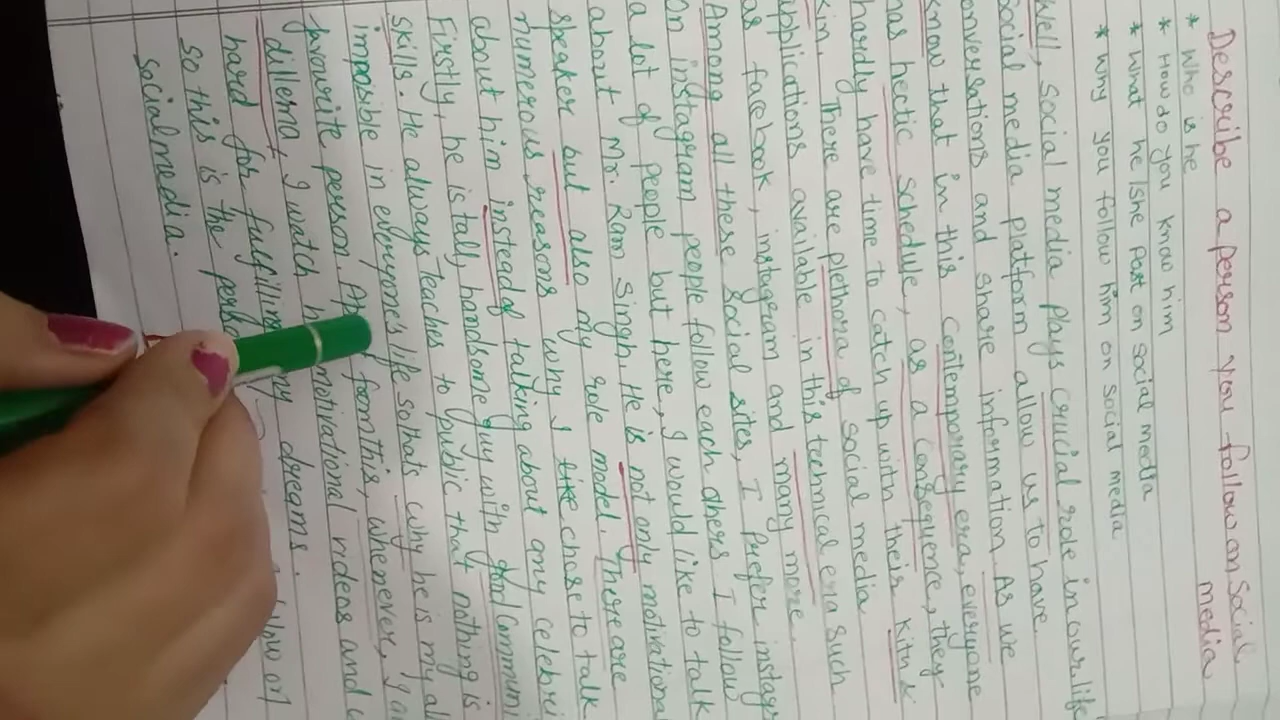 Describe a person you follow on Social
media
* Who is he
* How do you know him
* What he/she Post on social media
* Why you follow him on social media
Well, social media plays crucial role in our life
Social media platform allow us to have
conversations and share information. As we
know that in this contemporary era, everyone
has hectic schedule, as a consequence, they
hardly have time to catch up with their kith &
kin. There are plethora of social media
applications available in this technical era such
as facebook, instageram and many more.
Among all these social sites, I Prefer instagr
On instagram people follow each others I follow
a lot of people but here, I would like to talk
about Mr. Ram Singh, He is not only motivational
speaker but also my role model. There are
numerous reasons why I like chose to talk
about him instead of talking about any celebri
Firstly, he is tall, handsome guy with good Communi
skills. He always Teaches to public that nothing is
impossible in everyones life so thats why he is my
favorite person. from this, whenever, I
dillema, I watch motivational videos and
hard for fulfilling my dreams.
So this is the follow on
social media.